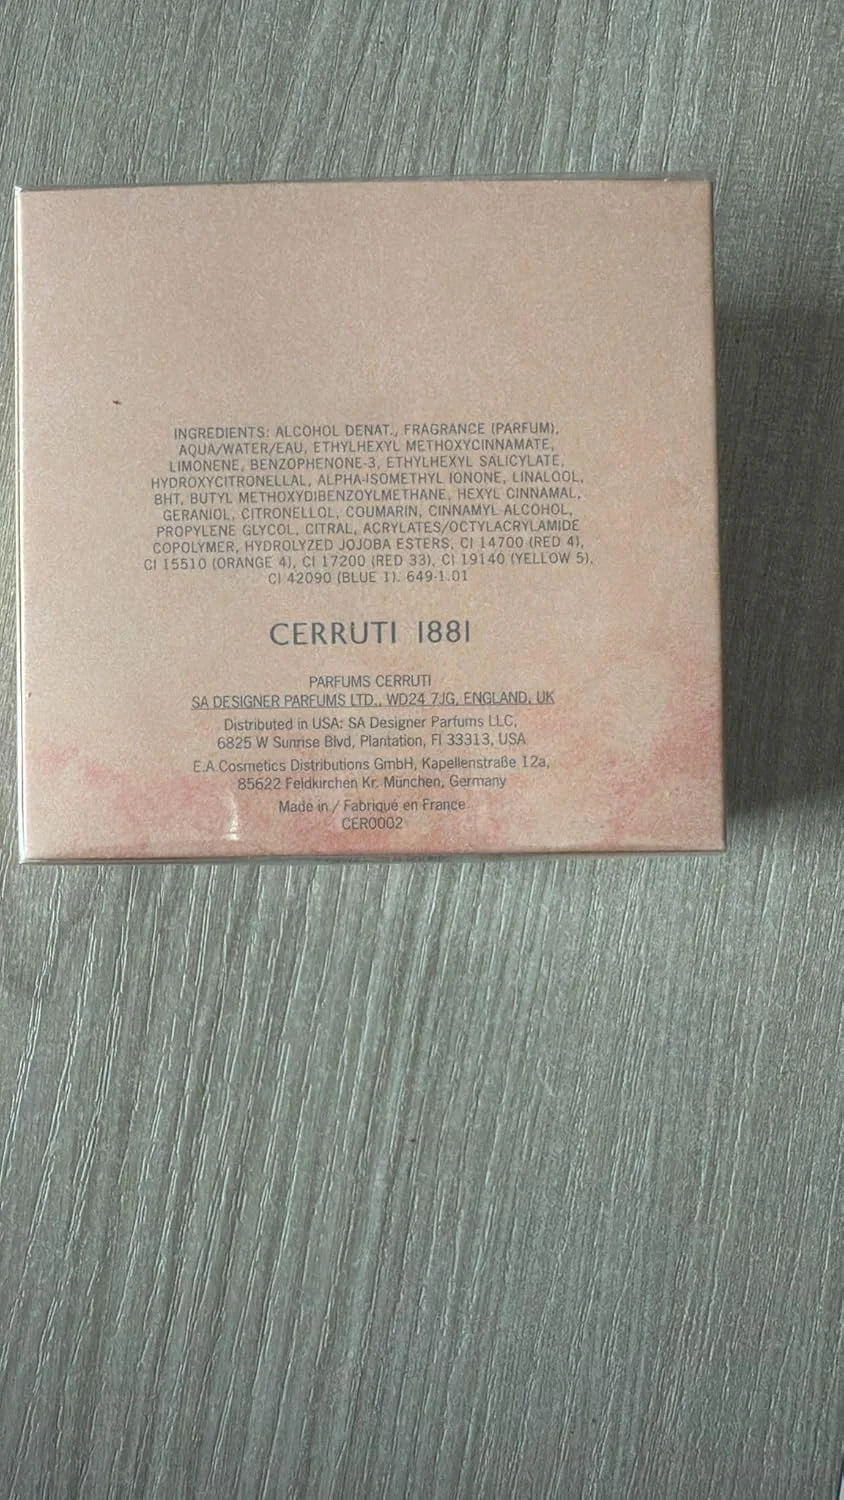 INGREDIENTS: ALCOHOL DENAT., FRAGRANCE (PARFUM),
AQUA/WATER/EAU, ETHYLHEXYL METHOXYCINNAMATE,
LIMONENE, BENZOPHENONE-3, ETHYLHEXYL SALICYLATE,
HYDROXYCITRONELLAL, ALPHA-ISOMETHYL IONONE, LINALOOL,
BHT, BUTYL METHOXYDIBENZOYLMETHANE, HEXYL CINNAMAL,
GERANIOL, CITRONELLOL, COUMARIN, CINNAMYL ALCOHOL,
PROPYLENE GLYCOL, CITRAL, ACRYLATES/OCTYLACRYLAMIDE
COPOLYMER, HYDROLYZED JOJOBA ESTERS, CI 14700 (RED 4),
CI 15510 (ORANGE 4), CI 17200 (RED 33), CI 19140 (YELLOW 5),
CI 42090 (BLUE 1). 649-1.01
CERRUTI 1881
PARFUMS CERRUTI
SA DESIGNER PARFUMS LTD., WD24 7JG, ENGLAND, UK
Distributed in USA: SA Designer Parfums LLC,
6825 W Sunrise Blvd, Plantation, Fl 33313, USA
E.A.Cosmetics Distributions GmbH, Kapellenstraße 12a,
85622 Feldkirchen Kr. München, Germany
Made in / Fabriqué en France
CER0002